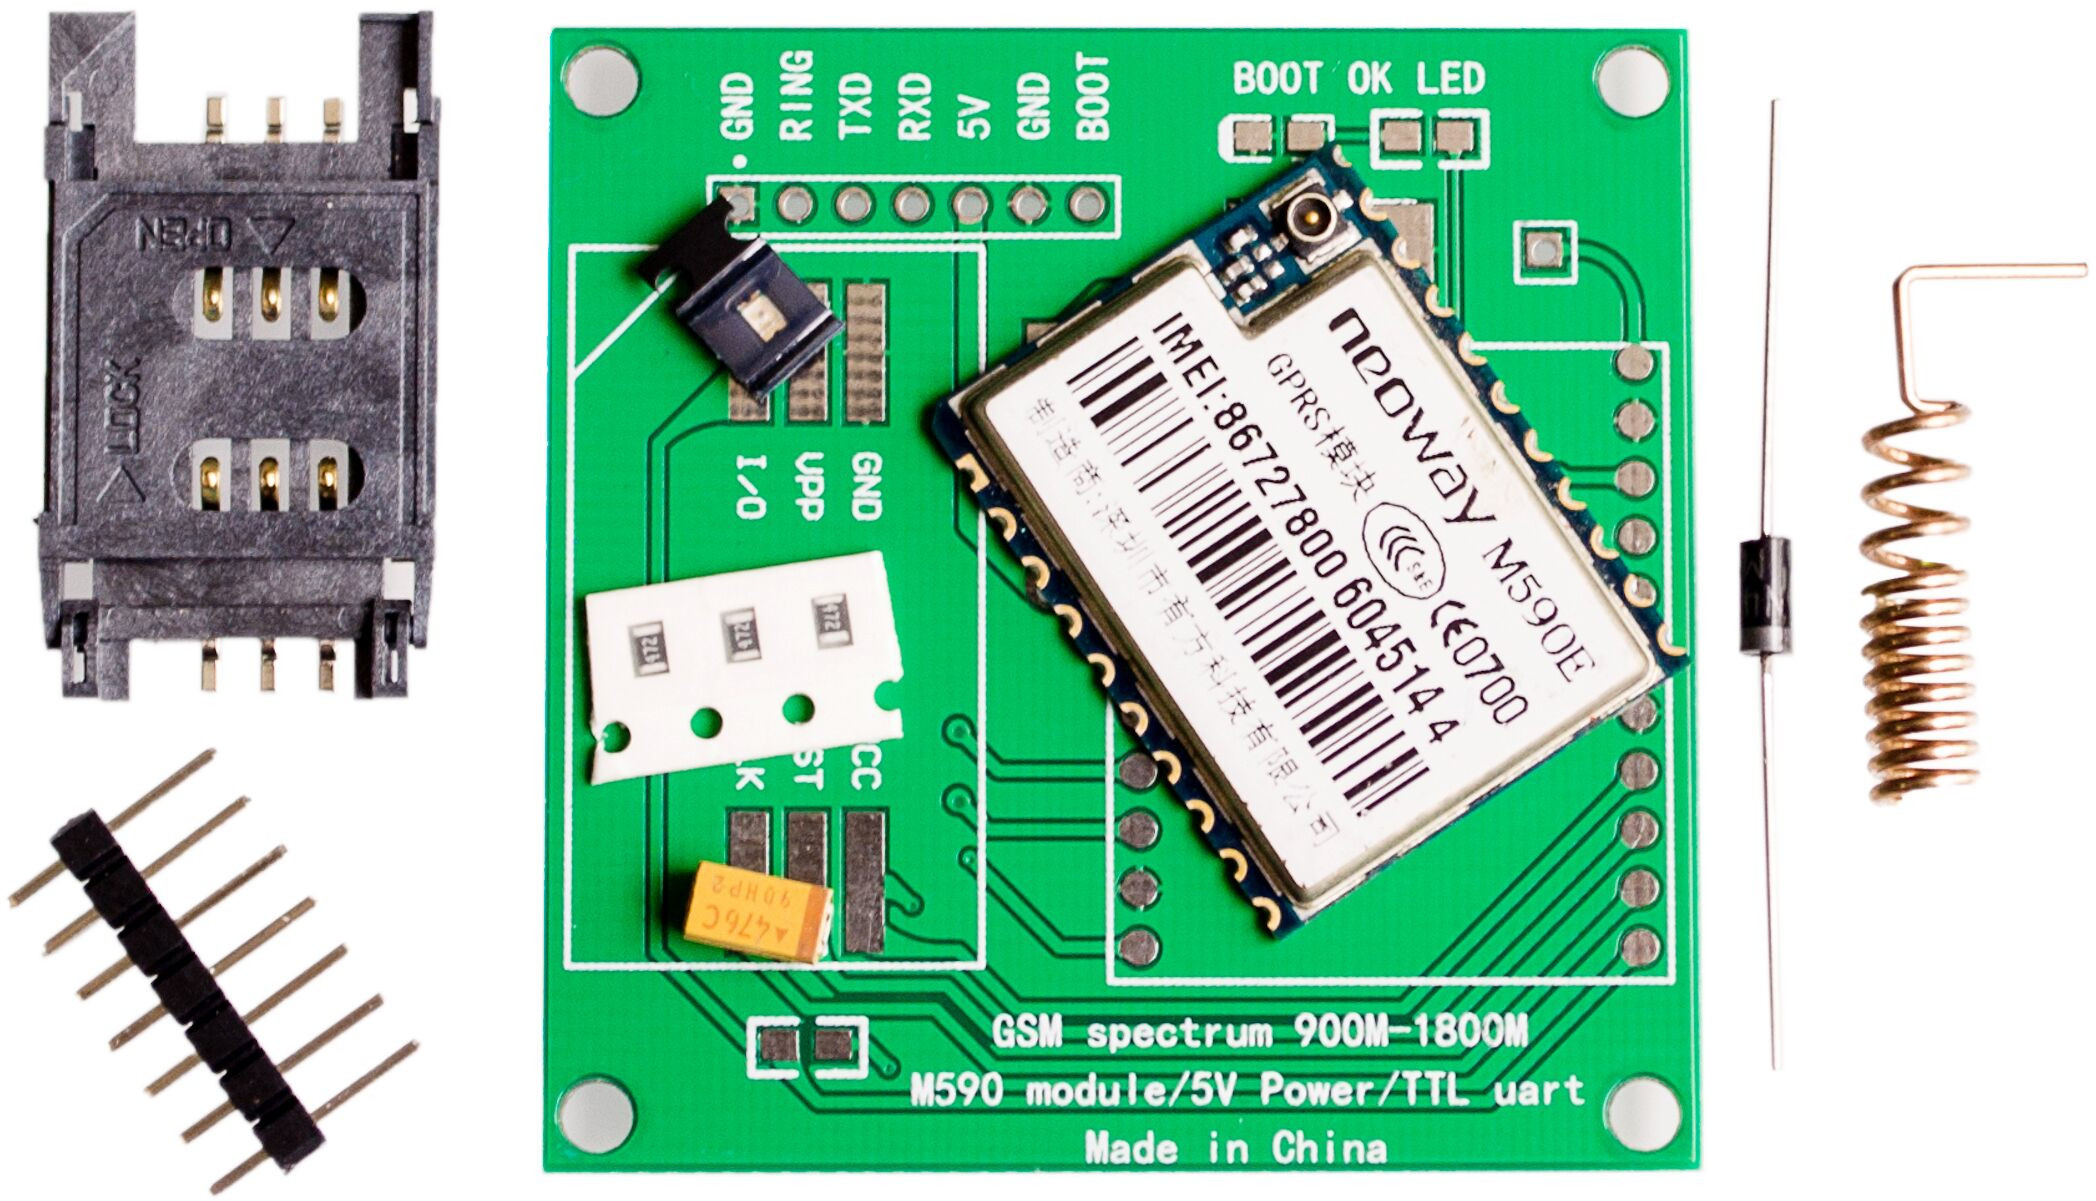 OPEN
LOCK
GND
RING
TXD
RXD
5V
GND
BOOT
BOOT OK LED
I/O
VPP
GND
472
472
472
LK
ST
CC
476C
90HP2
neoway M590E
GPRS模块
CE0700
IMEI:86727800 6045144
制造商:深圳市有方科技有限公司
GSM spectrum 900M-1800M
M590 module/5V Power/TTL uart
Made in China